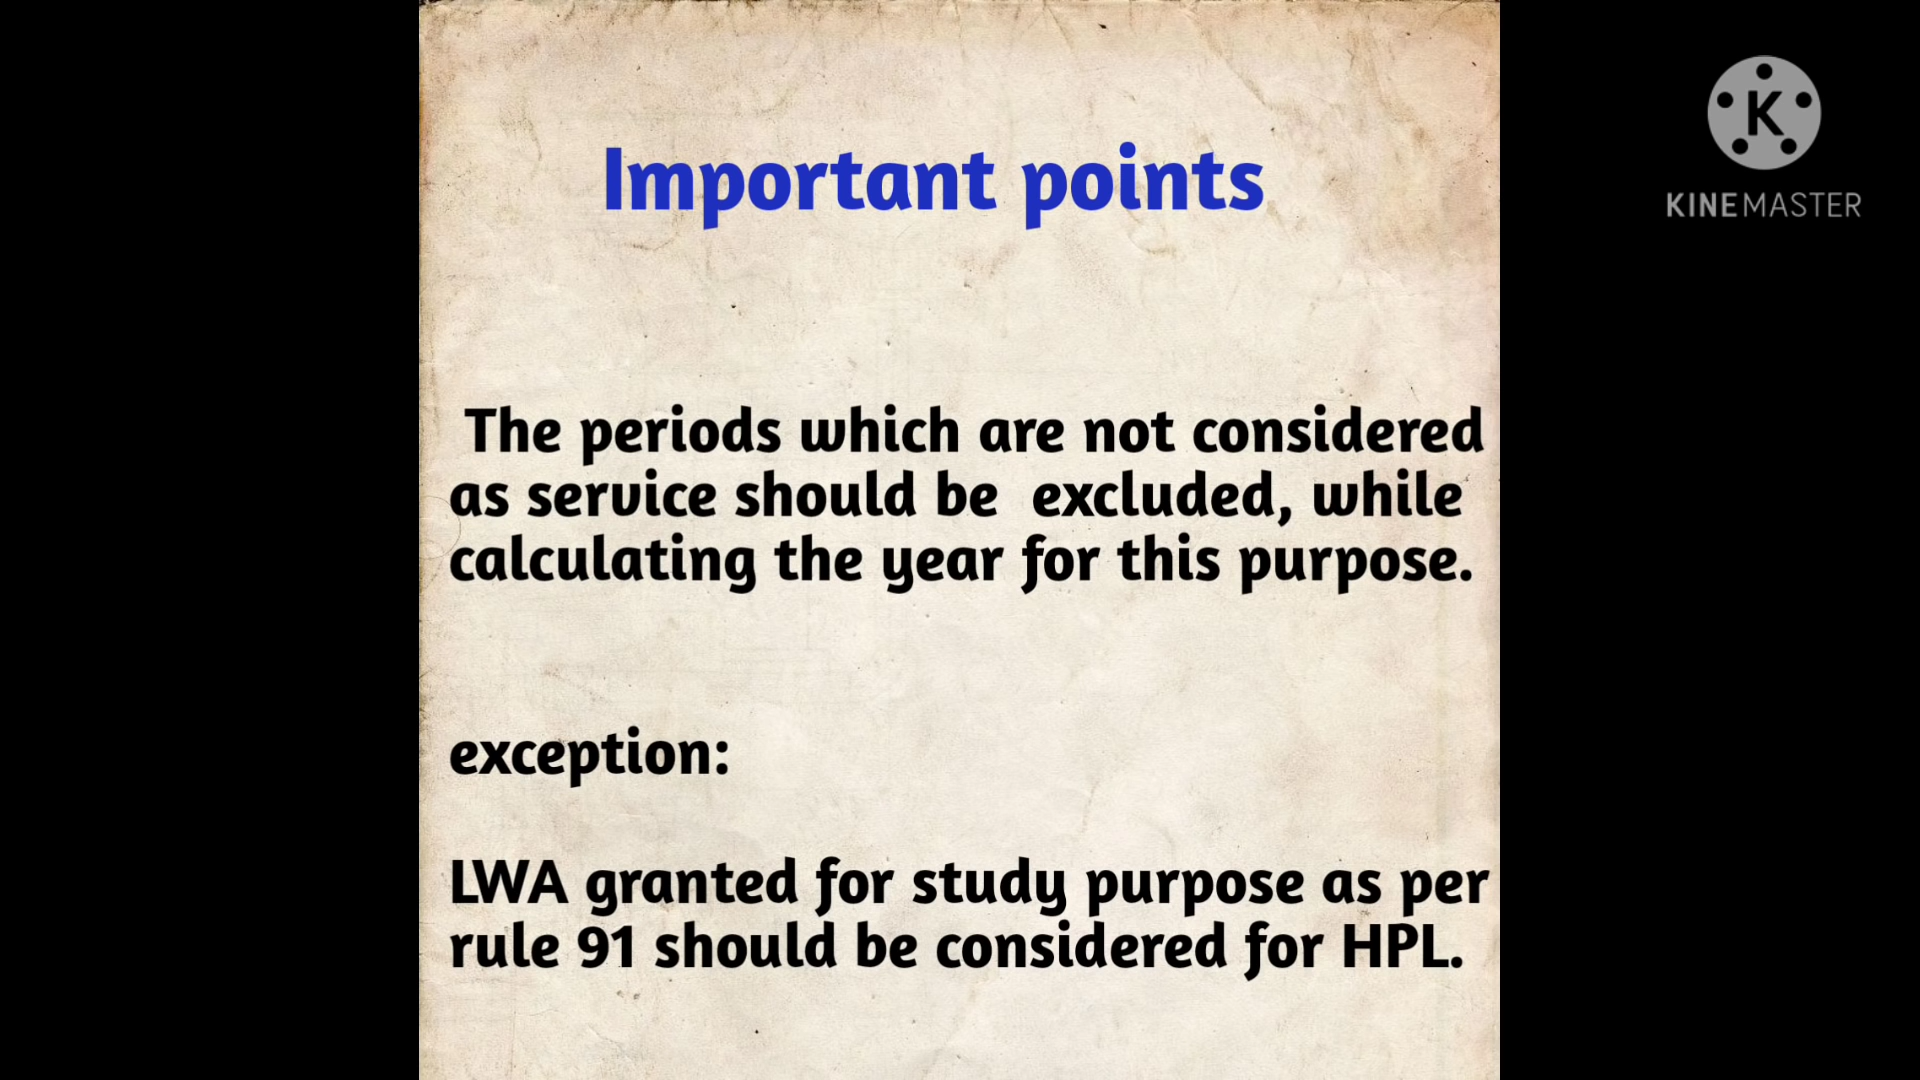 Important points
K
KINEMASTER
The periods which are not considered
as service should be excluded, while
calculating the year for this purpose.
exception:
LWA granted for study purpose as per
rule 91 should be considered for HPL.